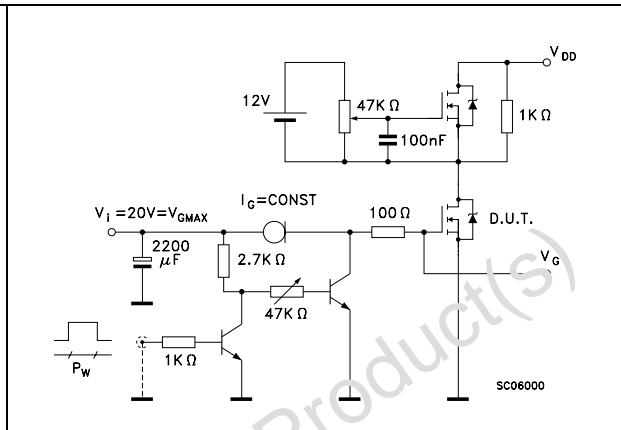 V DD
12V
47K Ω
1K Ω
100nF
I G =CONST
V i =20V=V GMAX
100 Ω
D.U.T.
2200
μF
2.7K Ω
V G
47K Ω
1K Ω
P W
SC06000
Product(s)